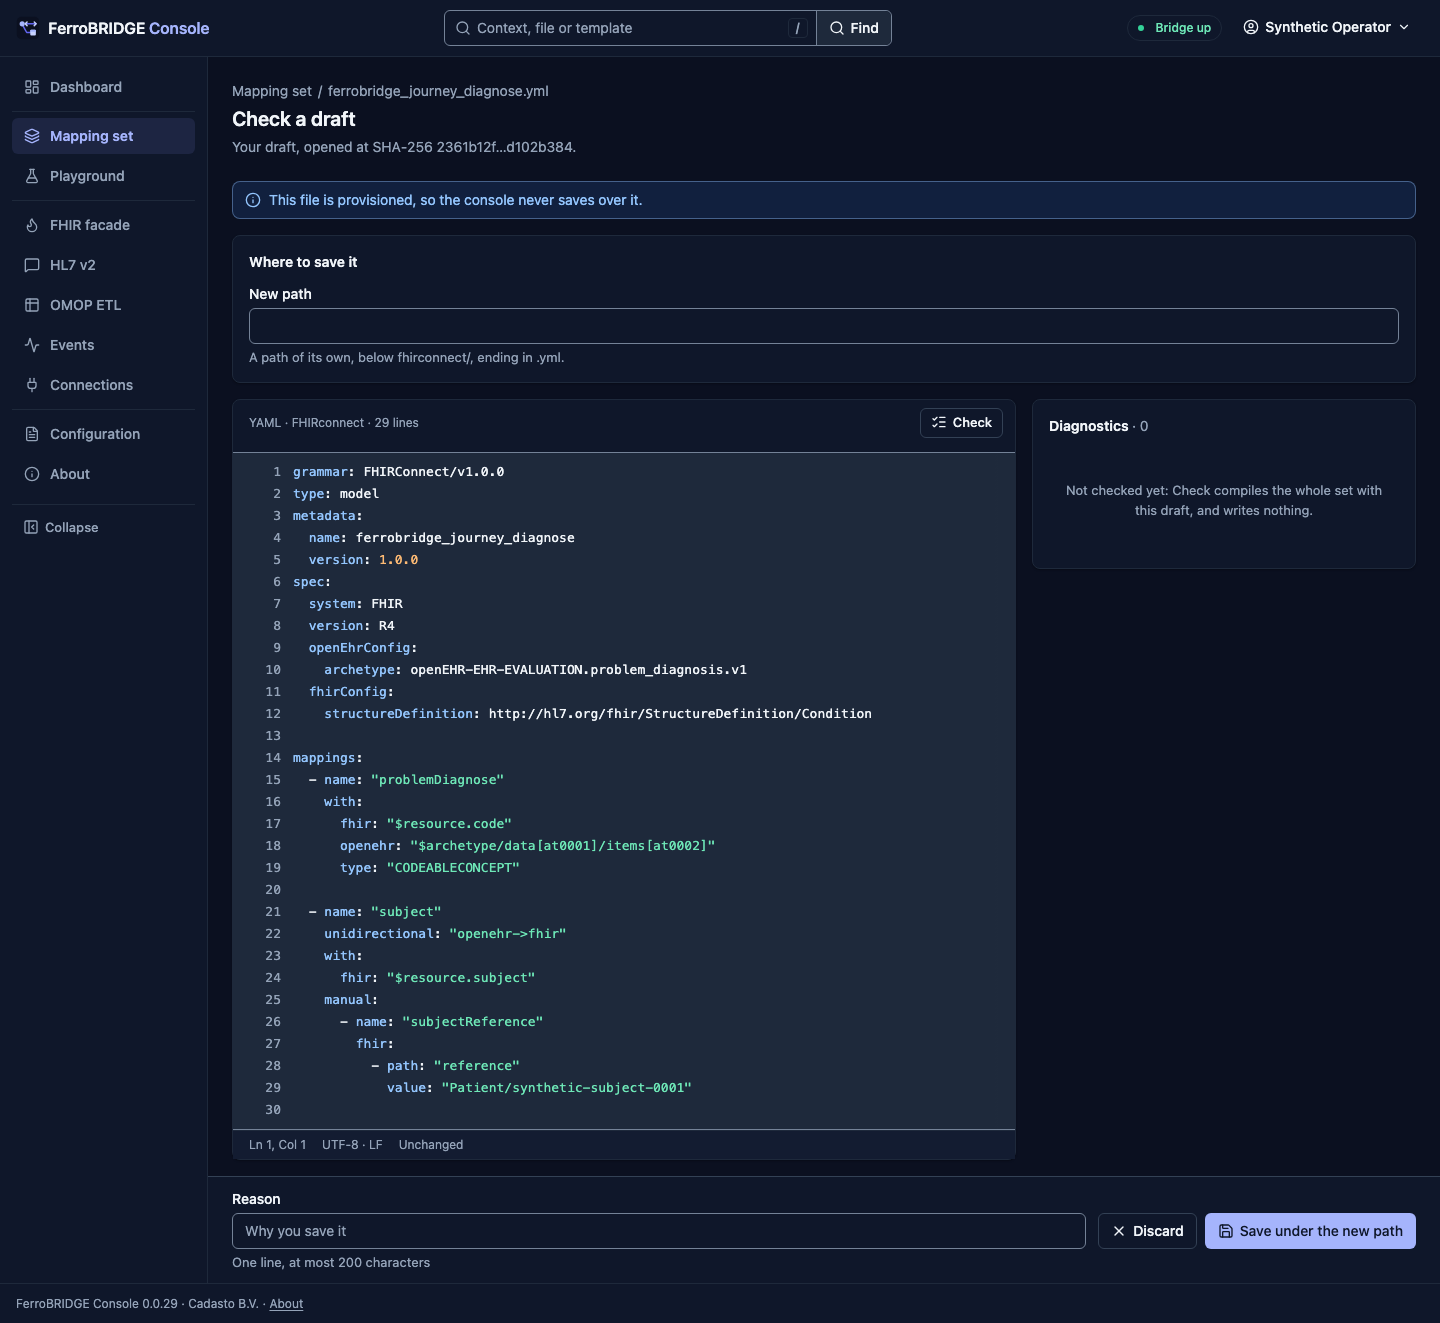 FerroBRIDGE Console
Context, file or template
/
Find
Bridge up
Synthetic Operator
Dashboard
Mapping set
Playground
FHIR facade
HL7 v2
OMOP ETL
Events
Connections
Configuration
About
Collapse
Mapping set / ferrobridge_journey_diagnose.yml
Check a draft
Your draft, opened at SHA-256 2361b12f…d102b384.
This file is provisioned, so the console never saves over it.
Where to save it
New path
A path of its own, below fhirconnect/, ending in .yml.
YAML · FHIRconnect · 29 lines
Check
1 grammar: FHIRConnect/v1.0.0
2 type: model
3 metadata:
4   name: ferrobridge_journey_diagnose
5   version: 1.0.0
6 spec:
7   system: FHIR
8   version: R4
9   openEhrConfig:
10     archetype: openEHR-EHR-EVALUATION.problem_diagnosis.v1
11   fhirConfig:
12     structureDefinition: http://hl7.org/fhir/StructureDefinition/Condition
13
14 mappings:
15   - name: "problemDiagnose"
16     with:
17       fhir: "$resource.code"
18       openehr: "$archetype/data[at0001]/items[at0002]"
19       type: "CODEABLECONCEPT"
20
21   - name: "subject"
22     unidirectional: "openehr->fhir"
23     with:
24       fhir: "$resource.subject"
25     manual:
26       - name: "subjectReference"
27         fhir:
28           - path: "reference"
29             value: "Patient/synthetic-subject-0001"
30
Ln 1, Col 1
UTF-8 · LF
Unchanged
Diagnostics · 0
Not checked yet: Check compiles the whole set with
this draft, and writes nothing.
Reason
Why you save it
One line, at most 200 characters
Discard
Save under the new path
FerroBRIDGE Console 0.0.29 · Cadasto B.V. · About